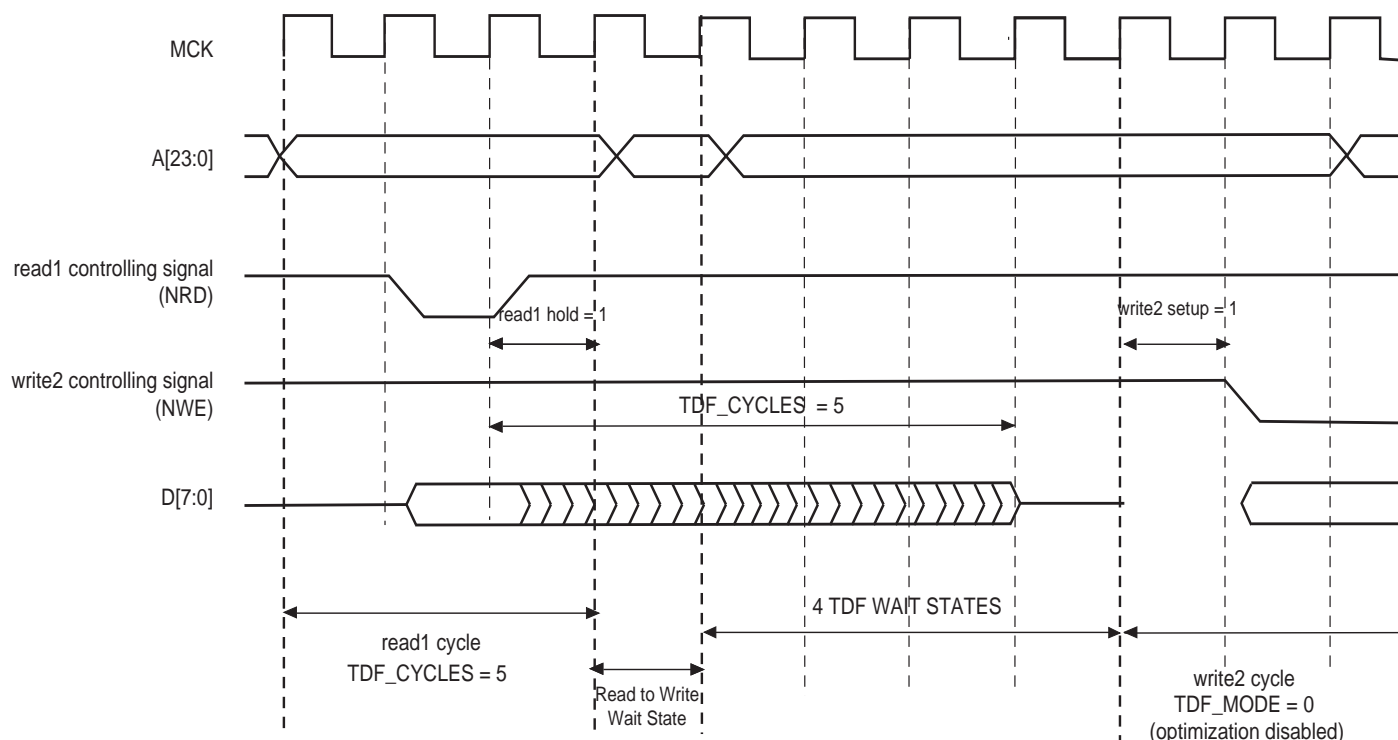 MCK
A[23:0]
read1 controlling signal
(NRD)
read1 hold = 1
write2 setup = 1
write2 controlling signal
(NWE)
TDF_CYCLES = 5
D[7:0]
4 TDF WAIT STATES
read1 cycle
TDF_CYCLES = 5
Read to Write
Wait State
write2 cycle
TDF_MODE = 0
(optimization disabled)